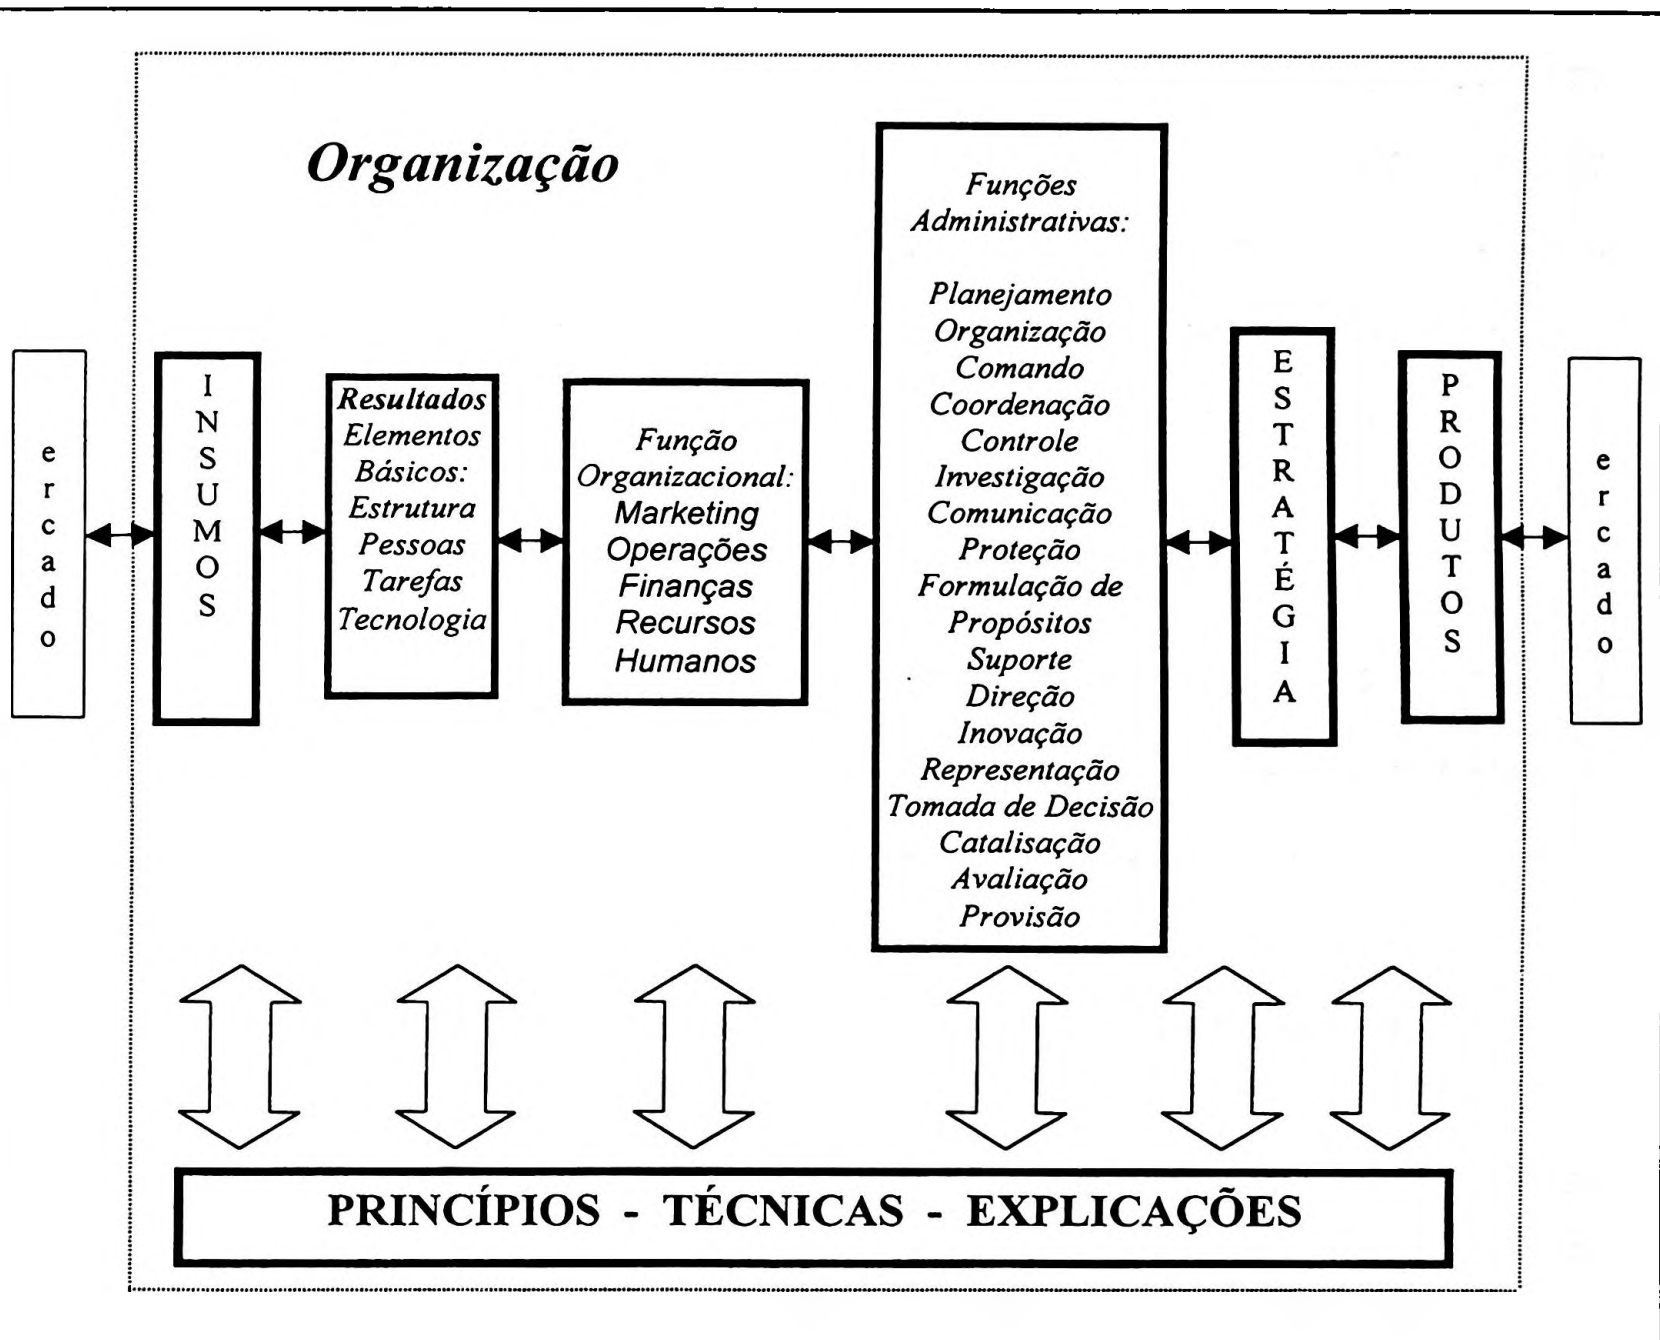 Organização
e
r
c
a
d
o
I
N
S
U
M
O
S
Resultados
Elementos
Básicos:
Estrutura
Pessoas
Tarefas
Tecnologia
Função
Organizacional:
Marketing
Operações
Finanças
Recursos
Humanos
Funções
Administrativas:
Planejamento
Organização
Comando
Coordenação
Controle
Investigação
Comunicação
Proteção
Formulação de
Propósitos
Suporte
Direção
Inovação
Representação
Tomada de Decisão
Catalisação
Avaliação
Provisão
E
S
T
R
A
T
É
G
I
A
P
R
O
D
U
T
O
S
e
r
c
a
d
o
PRINCÍPIOS - TÉCNICAS - EXPLICAÇÕES